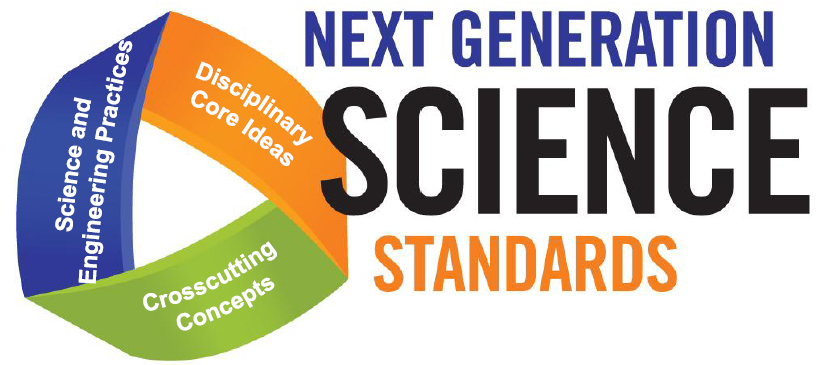 Science and
Engineering Practices
Disciplinary
Core Ideas
Crosscutting
Concepts
NEXT GENERATION
SCIENCE
STANDARDS